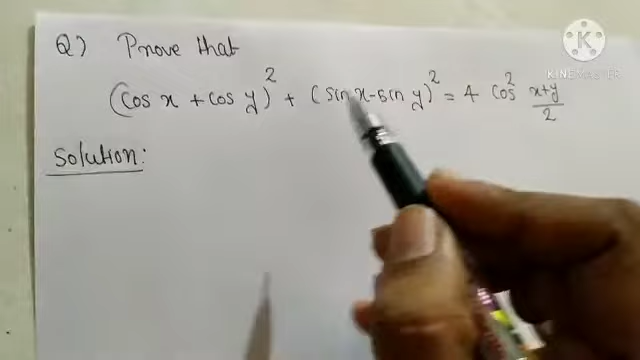 Q) Prove that
(Cos x + Cos y)² + (Sin x - Sin y)² = 4 Cos² x+y/2
Solution:
K
KINEMASTER